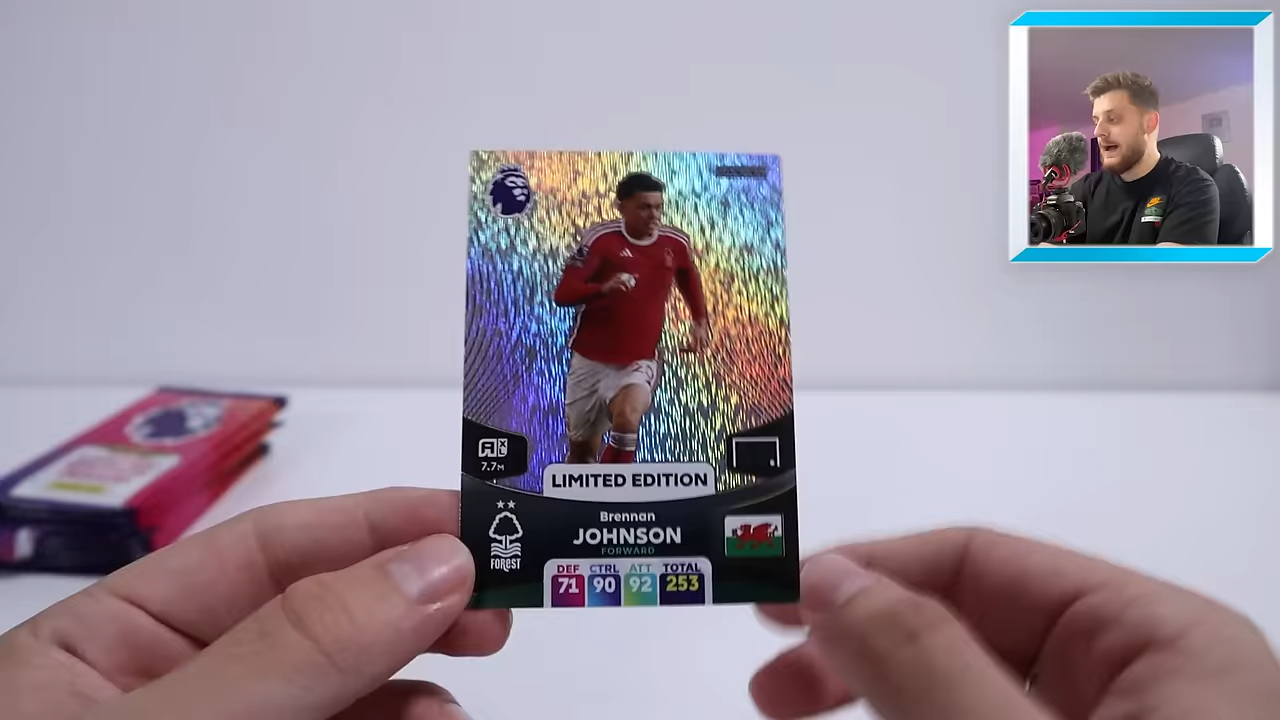 7.7M
LIMITED EDITION
Brennan
JOHNSON
FORWARD
FOREST
DEF CTRL ATT TOTAL
71 90 92 253